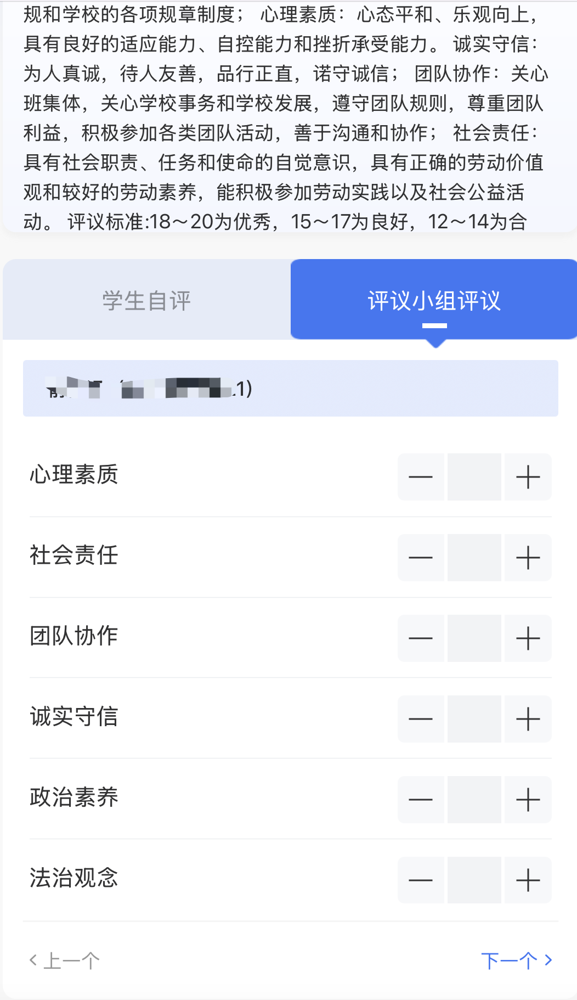 规和学校的各项规章制度； 心理素质：心态平和、乐观向上，
具有良好的适应能力、自控能力和挫折承受能力。 诚实守信：
为人真诚，待人友善，品行正直，诺守诚信； 团队协作：关心
班集体，关心学校事务和学校发展，遵守团队规则，尊重团队
利益，积极参加各类团队活动，善于沟通和协作； 社会责任：
具有社会职责、任务和使命的自觉意识，具有正确的劳动价值
观和较好的劳动素养，能积极参加劳动实践以及社会公益活
动。 评议标准:18～20为优秀，15～17为良好，12～14为合
学生自评
评议小组评议
1)
心理素质
社会责任
团队协作
诚实守信
政治素养
法治观念
上一个
下一个